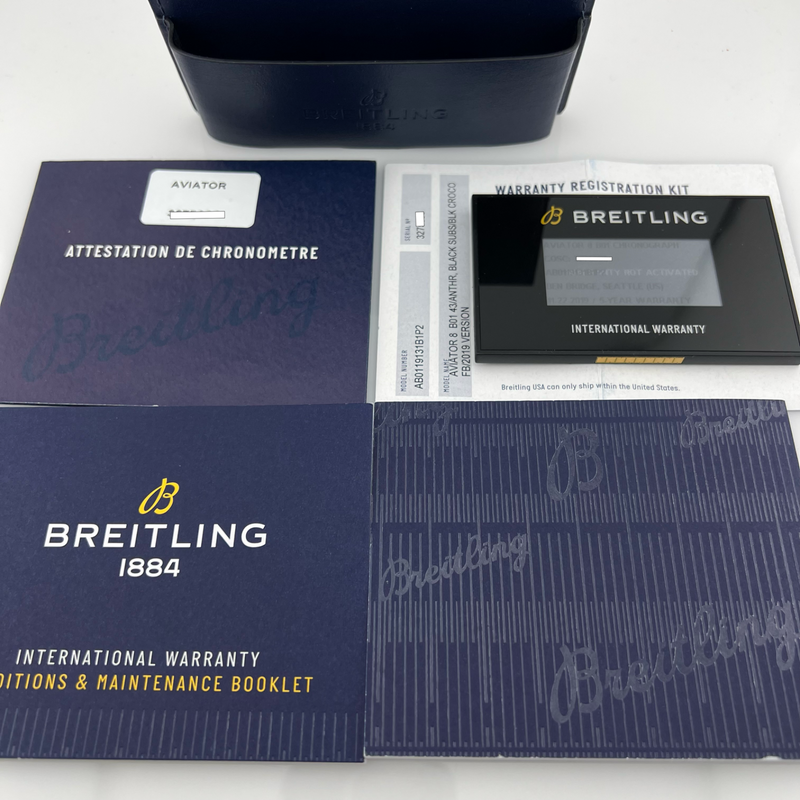 B
BREITLING
1884
AVIATOR
ATTESTATION DE CHRONOMETRE
Breitling
WARRANTY REGISTRATION KIT
SERIAL Nº
327
MODEL NUMBER
AB0119131B1P2
MODEL NAME
AVIATOR 8 B01 43/ANTHR, BLACK SUBS/BLK CROCO
FB/2019 VERSION
B BREITLING
INTERNATIONAL WARRANTY
Breitling USA can only ship within the United States.
B
BREITLING
1884
INTERNATIONAL WARRANTY
DITIONS & MAINTENANCE BOOKLET
Breitling
B
Breitling
Breitling